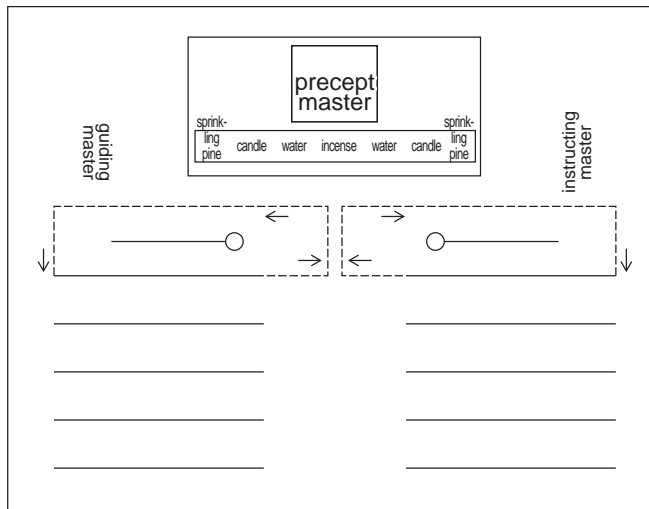 precept
master
sprink-
ling
pine
candle
water
incense
water
candle
sprink-
ling
pine
guiding
master
instructing
master